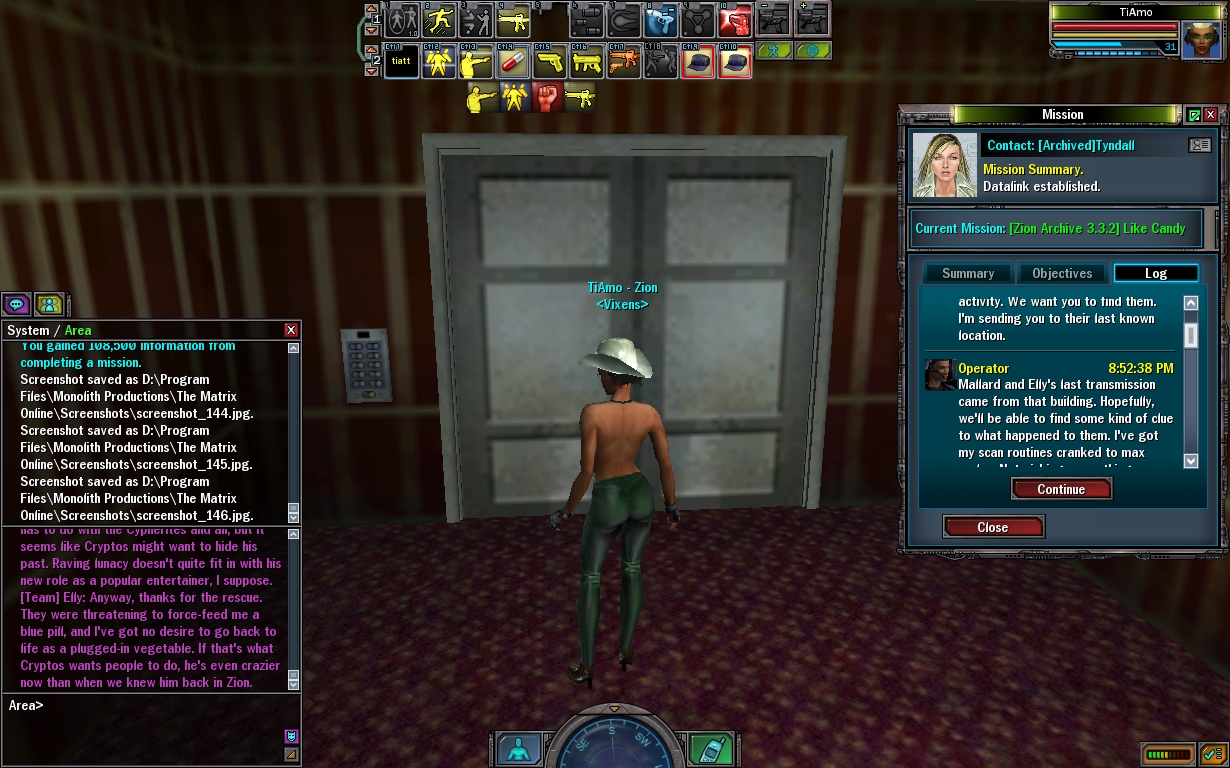 TiAmo
31
1
2
Ctrl1
tiatt
Mission
Contact: [Archived]Tyndall
Mission Summary.
Datalink established.
Current Mission: [Zion Archive 3.3.2] Like Candy
Summary
Objectives
Log
activity. We want you to find them.
I'm sending you to their last known
location.
Operator 8:52:38 PM
Mallard and Elly's last transmission
came from that building. Hopefully,
we'll be able to find some kind of clue
to what happened to them. I've got
my scan routines cranked to max
Continue
Close
TiAmo - Zion
<Vixens>
System / Area
You gained 108,500 information from
completing a mission.
Screenshot saved as D:\Program
Files\Monolith Productions\The Matrix
Online\Screenshots\screenshot_144.jpg.
Screenshot saved as D:\Program
Files\Monolith Productions\The Matrix
Online\Screenshots\screenshot_145.jpg.
Screenshot saved as D:\Program
Files\Monolith Productions\The Matrix
Online\Screenshots\screenshot_146.jpg.
has to do with the Cypherites and all, but it
seems like Cryptos might want to hide his
past. Raving lunacy doesn't quite fit in with his
new role as a popular entertainer, I suppose.
[Team] Elly: Anyway, thanks for the rescue.
They were threatening to force-feed me a
blue pill, and I've got no desire to go back to
life as a plugged-in vegetable. If that's what
Cryptos wants people to do, he's even crazier
now than when we knew him back in Zion.
Area>
SE
S
SW